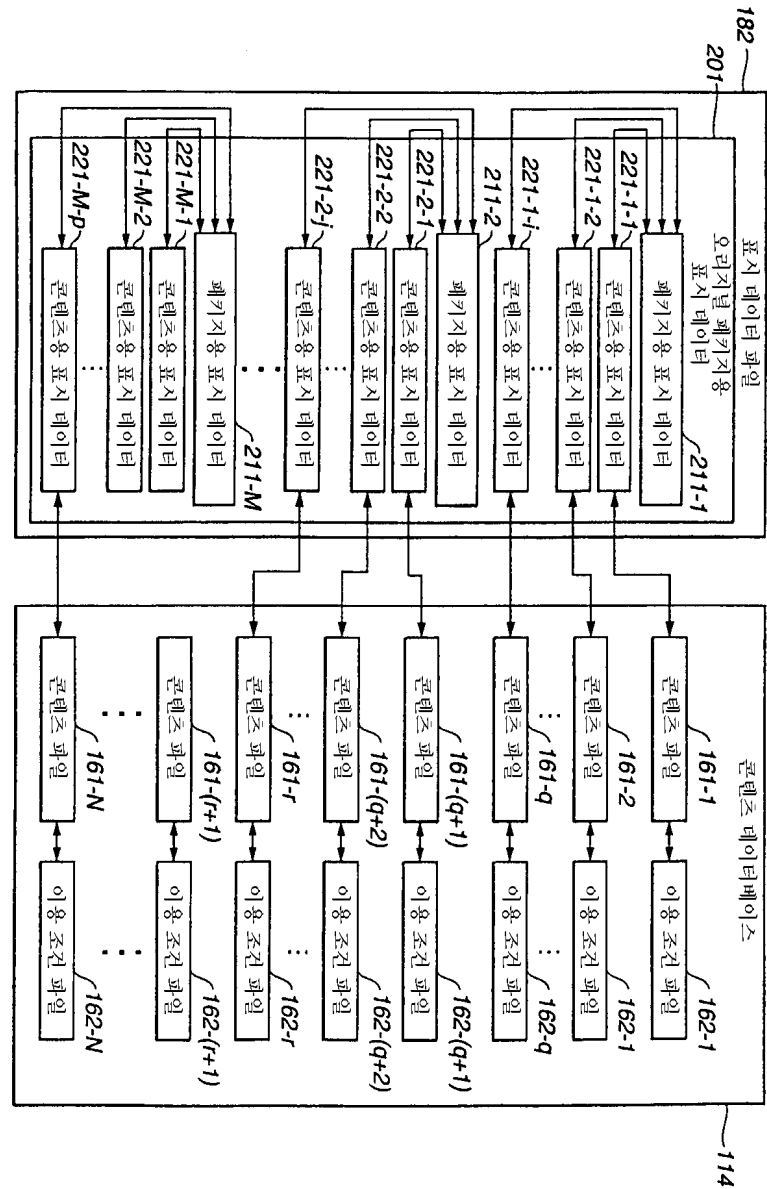 표시 데이터 파일
182
오리지널 패키지용
표시 데이터
201
패키지용 표시 데이터
211-1
콘텐츠용 표시 데이터
221-1-1
콘텐츠용 표시 데이터
221-1-2
콘텐츠용 표시 데이터
221-1-i
패키지용 표시 데이터
211-2
콘텐츠용 표시 데이터
221-2-1
콘텐츠용 표시 데이터
221-2-2
콘텐츠용 표시 데이터
221-2-j
패키지용 표시 데이터
211-M
콘텐츠용 표시 데이터
221-M-1
콘텐츠용 표시 데이터
221-M-2
콘텐츠용 표시 데이터
221-M-p
콘텐츠 데이터베이스
114
콘텐츠 파일
161-1
이용 조건 파일
162-1
콘텐츠 파일
161-2
이용 조건 파일
162-1
콘텐츠 파일
161-q
이용 조건 파일
162-q
콘텐츠 파일
161-(q+1)
이용 조건 파일
162-(q+1)
콘텐츠 파일
161-(q+2)
이용 조건 파일
162-(q+2)
콘텐츠 파일
161-r
이용 조건 파일
162-r
콘텐츠 파일
161-(r+1)
이용 조건 파일
162-(r+1)
콘텐츠 파일
161-N
이용 조건 파일
162-N